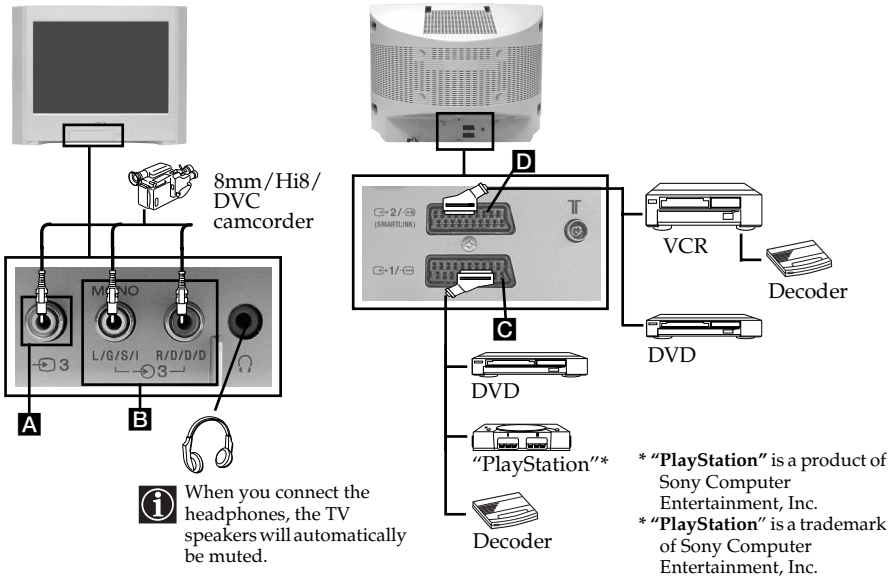 8mm/Hi8/
DVC
camcorder
MONO
L/G/S/I R/D/D/D
3
3
A
B
When you connect the
headphones, the TV
speakers will automatically
be muted.
D
2/
(SMARTLINK)
1/
C
VCR
Decoder
DVD
DVD
"PlayStation"*
Decoder
* "PlayStation" is a product of
Sony Computer
Entertainment, Inc.
* "PlayStation" is a trademark
of Sony Computer
Entertainment, Inc.